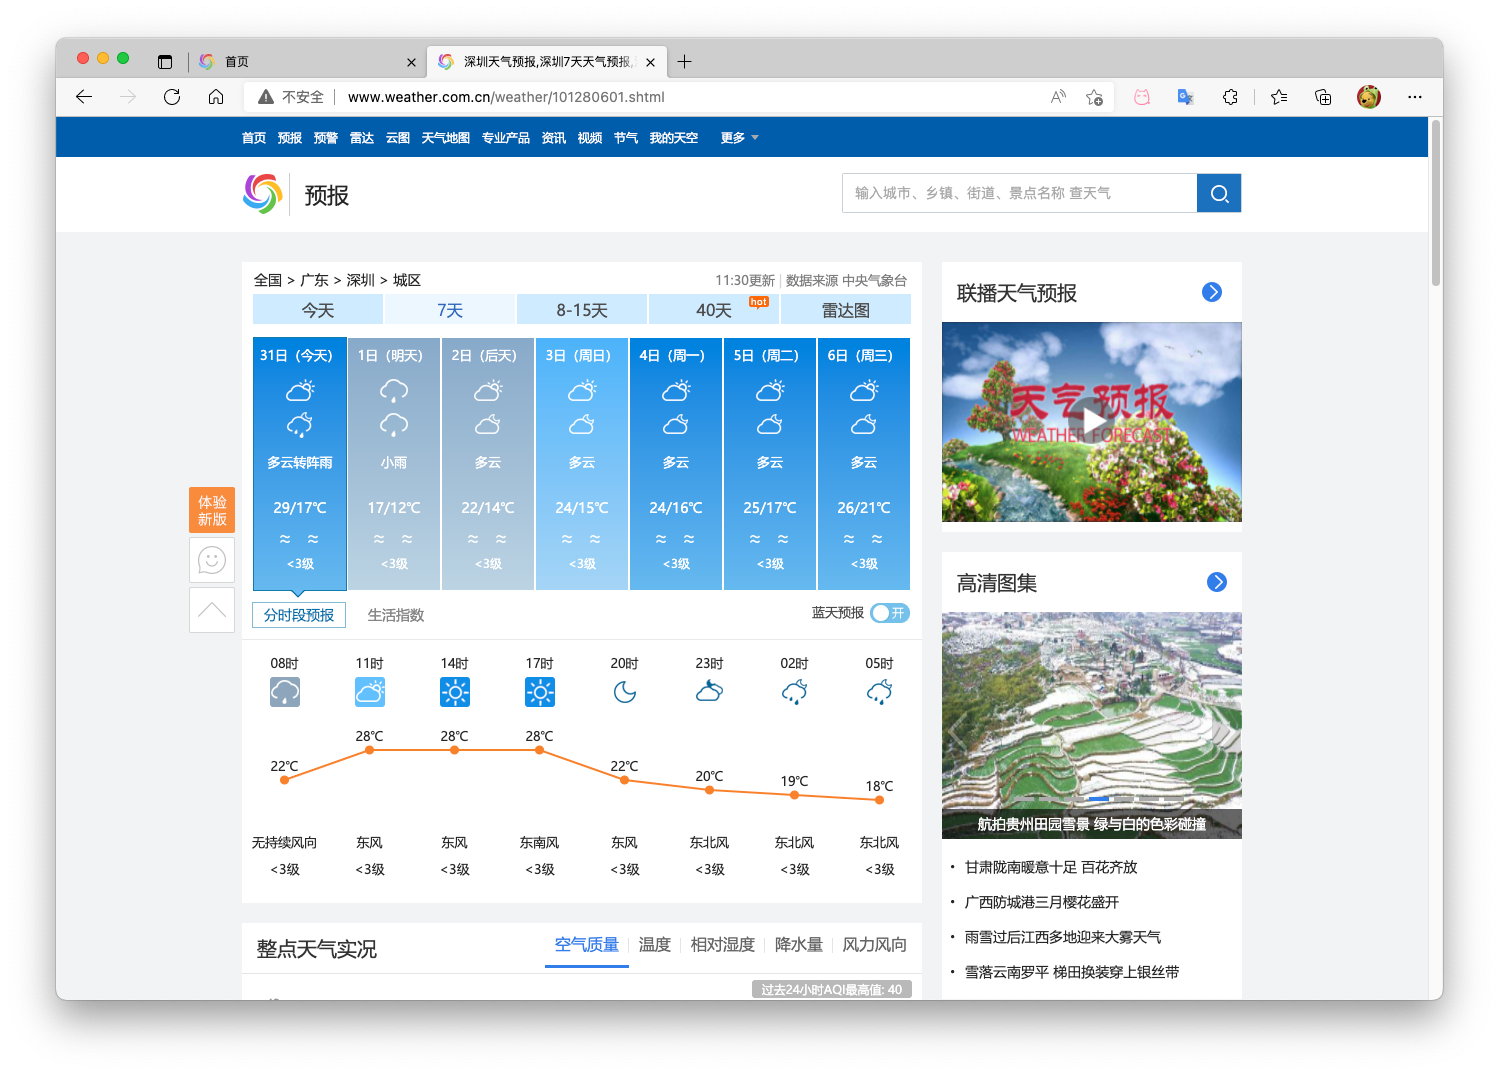 首页
深圳天气预报,深圳7天天气预报,
不安全
www.weather.com.cn/weather/101280601.shtml
首页 预报 预警 雷达 云图 天气地图 专业产品 资讯 视频 节气 我的天空 更多
预报
输入城市、乡镇、街道、景点名称 查天气
全国 > 广东 > 深圳 > 城区
11:30更新 | 数据来源 中央气象台
今天 7天 8-15天 40天 hot 雷达图
31日（今天） 1日（明天） 2日（后天） 3日（周日） 4日（周一） 5日（周二） 6日（周三）
多云转阵雨 小雨 多云 多云 多云 多云 多云
29/17℃ 17/12℃ 22/14℃ 24/15℃ 24/16℃ 25/17℃ 26/21℃
<3级 <3级 <3级 <3级 <3级 <3级 <3级
分时段预报 生活指数 蓝天预报 开
08时 11时 14时 17时 20时 23时 02时 05时
22℃ 28℃ 28℃ 28℃ 22℃ 20℃ 19℃ 18℃
无持续风向 东风 东风 东南风 东风 东北风 东北风 东北风
<3级 <3级 <3级 <3级 <3级 <3级 <3级 <3级
整点天气实况
空气质量 温度 相对湿度 降水量 风力风向
过去24小时AQI最高值: 40
体验
新版
联播天气预报
天气预报
WEATHER FORECAST
高清图集
航拍贵州田园雪景 绿与白的色彩碰撞
• 甘肃陇南暖意十足 百花齐放
• 广西防城港三月樱花盛开
• 雨雪过后江西多地迎来大雾天气
• 雪落云南罗平 梯田换装穿上银丝带